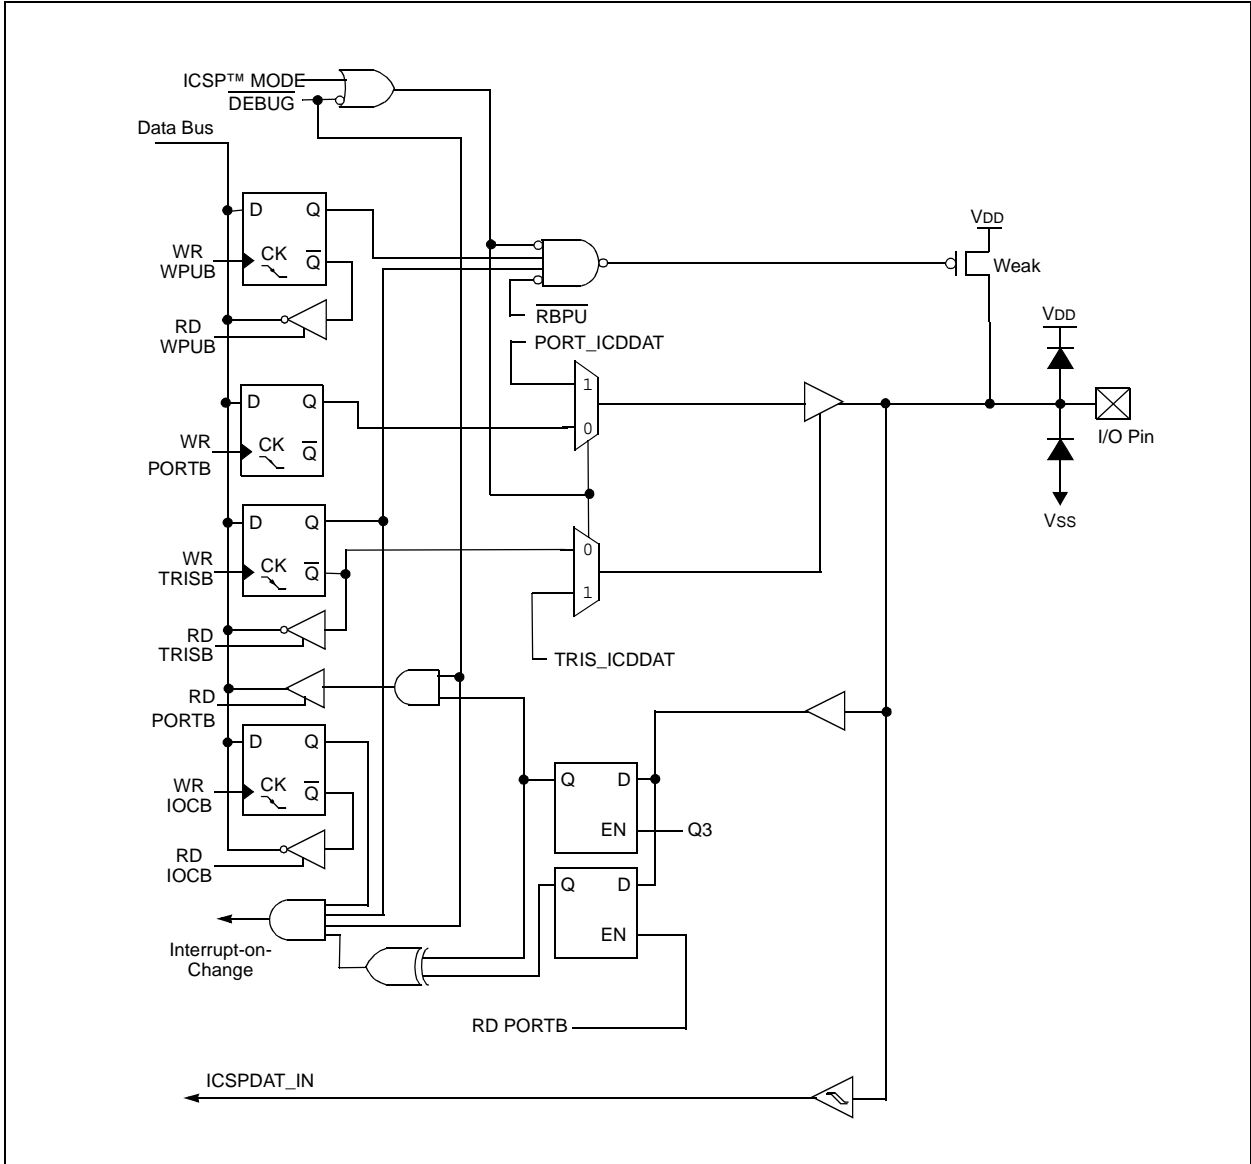 ICSP™ MODE
DEBUG
Data Bus
D Q
WR
WPUB
CK Q
RD
WPUB
VDD
Weak
RBPU
PORT_ICDDAT
1
0
VDD
I/O Pin
VSS
D Q
WR
PORTB
CK Q
D Q
WR
TRISB
CK Q
0
1
RD
TRISB
TRIS_ICDDAT
RD
PORTB
D Q
WR
IOCB
CK Q
Q D
EN Q3
RD
IOCB
Q D
EN
Interrupt-on-
Change
RD PORTB
ICSPDAT_IN